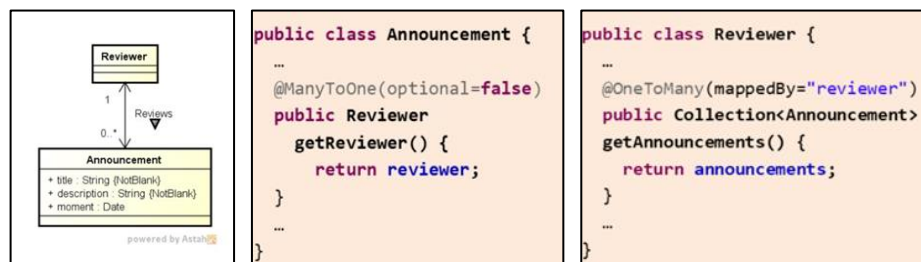 Reviewer
1
Reviews
0..*
Announcement
+ title : String {NotBlank}
+ description : String {NotBlank}
+ moment : Date
powered by Astah
public class Announcement {
…
@ManyToOne(optional=false)
public Reviewer
getReviewer() {
return reviewer;
}
…
}
public class Reviewer {
…
@OneToMany(mappedBy="reviewer")
public Collection<Announcement>
getAnnouncements() {
return announcements;
}
…
}